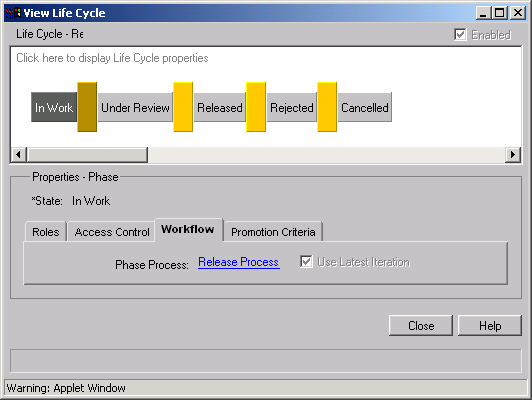 View Life Cycle
Life Cycle - Re
Enabled
Click here to display Life Cycle properties
In Work Under Review Released Rejected Cancelled
Properties - Phase
*State: In Work
Roles Access Control Workflow Promotion Criteria
Phase Process: Release Process Use Latest Iteration
Close Help
Warning: Applet Window